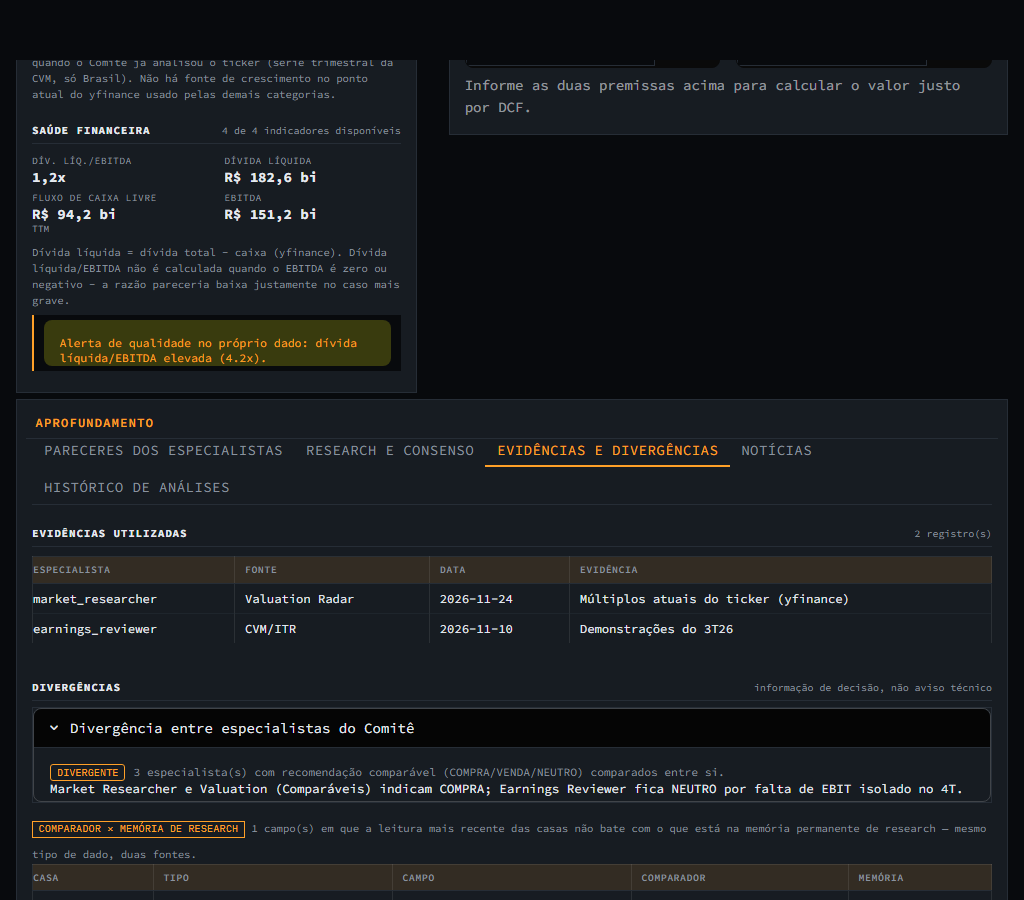 quando o Comitê já analisou o ticker (série trimestral da
CVM, só Brasil). Não há fonte de crescimento no ponto
atual do yfinance usado pelas demais categorias.
SAÚDE FINANCEIRA 4 de 4 indicadores disponíveis
DÍV. LÍQ./EBITDA DÍVIDA LÍQUIDA
1,2x R$ 182,6 bi
FLUXO DE CAIXA LIVRE EBITDA
R$ 94,2 bi R$ 151,2 bi
TTM
Dívida líquida = dívida total − caixa (yfinance). Dívida
líquida/EBITDA não é calculada quando o EBITDA é zero ou
negativo − a razão pareceria baixa justamente no caso mais
grave.
Alerta de qualidade no próprio dado: dívida
líquida/EBITDA elevada (4.2x).
Informe as duas premissas acima para calcular o valor justo
por DCF.
APROFUNDAMENTO
PARECERES DOS ESPECIALISTAS RESEARCH E CONSENSO EVIDÊNCIAS E DIVERGÊNCIAS NOTÍCIAS
HISTÓRICO DE ANÁLISES
EVIDÊNCIAS UTILIZADAS 2 registro(s)
ESPECIALISTA FONTE DATA EVIDÊNCIA
market_researcher Valuation Radar 2026-11-24 Múltiplos atuais do ticker (yfinance)
earnings_reviewer CVM/ITR 2026-11-10 Demonstrações do 3T26
DIVERGÊNCIAS informação de decisão, não aviso técnico
Divergência entre especialistas do Comitê
DIVERGENTE 3 especialista(s) com recomendação comparável (COMPRA/VENDA/NEUTRO) comparados entre si.
Market Researcher e Valuation (Comparáveis) indicam COMPRA; Earnings Reviewer fica NEUTRO por falta de EBIT isolado no 4T.
COMPARADOR × MEMÓRIA DE RESEARCH 1 campo(s) em que a leitura mais recente das casas não bate com o que está na memória permanente de research — mesmo
tipo de dado, duas fontes.
CASA TIPO CAMPO COMPARADOR MEMÓRIA